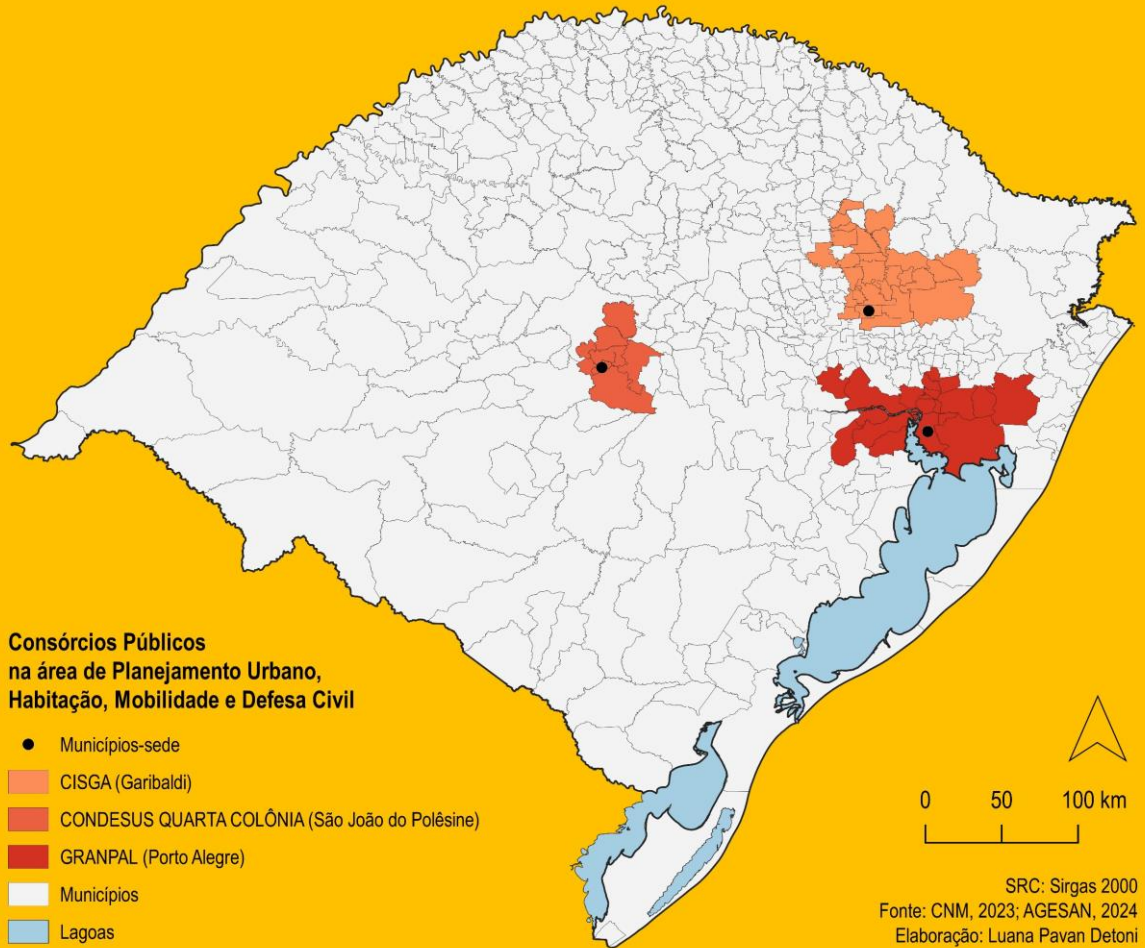 Consórcios Públicos
na área de Planejamento Urbano,
Habitação, Mobilidade e Defesa Civil
Municípios-sede
CISGA (Garibaldi)
CONDESUS QUARTA COLÔNIA (São João do Polêsine)
GRANPAL (Porto Alegre)
Municípios
Lagoas
0 50 100 km
SRC: Sirgas 2000
Fonte: CNM, 2023; AGESAN, 2024
Elaboração: Luana Pavan Detoni